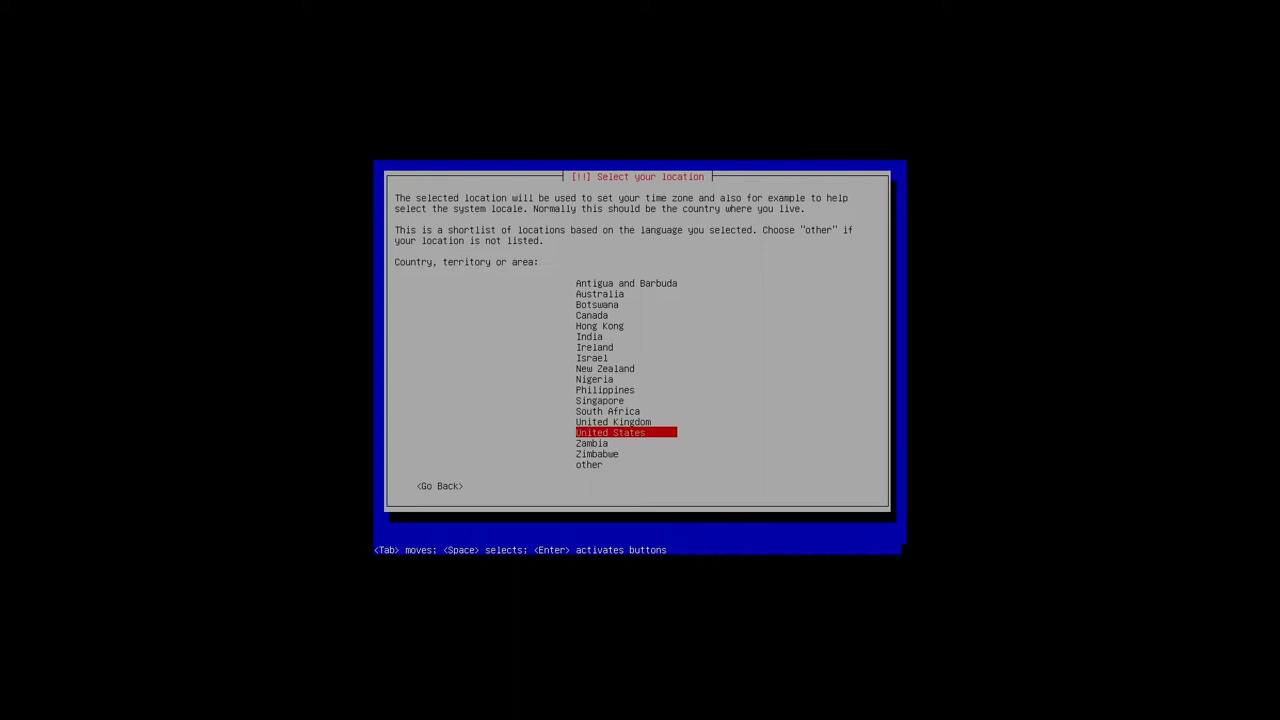 [!!] Select your location
The selected location will be used to set your time zone and also for example to help
select the system locale. Normally this should be the country where you live.
This is a shortlist of locations based on the language you selected. Choose "other" if
your location is not listed.
Country, territory or area:
Antigua and Barbuda
Australia
Botswana
Canada
Hong Kong
India
Ireland
Israel
New Zealand
Nigeria
Philippines
Singapore
South Africa
United Kingdom
United States
Zambia
Zimbabwe
other
<Go Back>
<Tab> moves; <Space> selects; <Enter> activates buttons